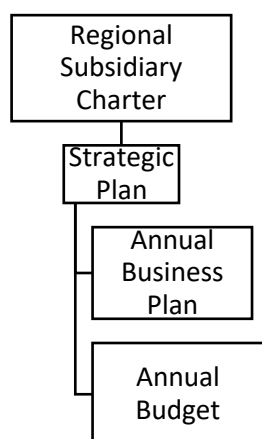 Regional
Subsidiary
Charter
Strategic
Plan
Annual
Business
Plan
Annual
Budget